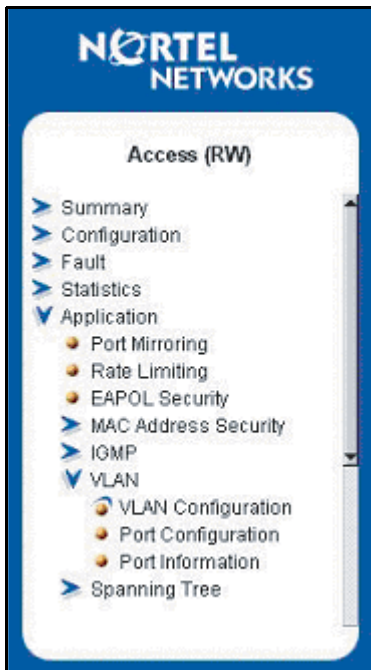 NORTEL
NETWORKS
Access (RW)
Summary
Configuration
Fault
Statistics
Application
Port Mirroring
Rate Limiting
EAPOL Security
MAC Address Security
IGMP
VLAN
VLAN Configuration
Port Configuration
Port Information
Spanning Tree